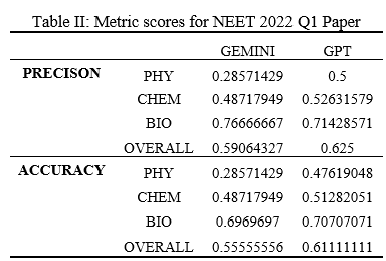 Table II: Metric scores for NEET 2022 Q1 Paper
GEMINI GPT
PRECISON PHY 0.28571429 0.5
CHEM 0.48717949 0.52631579
BIO 0.76666667 0.71428571
OVERALL 0.59064327 0.625
ACCURACY PHY 0.28571429 0.47619048
CHEM 0.48717949 0.51282051
BIO 0.6969697 0.70707071
OVERALL 0.55555556 0.61111111